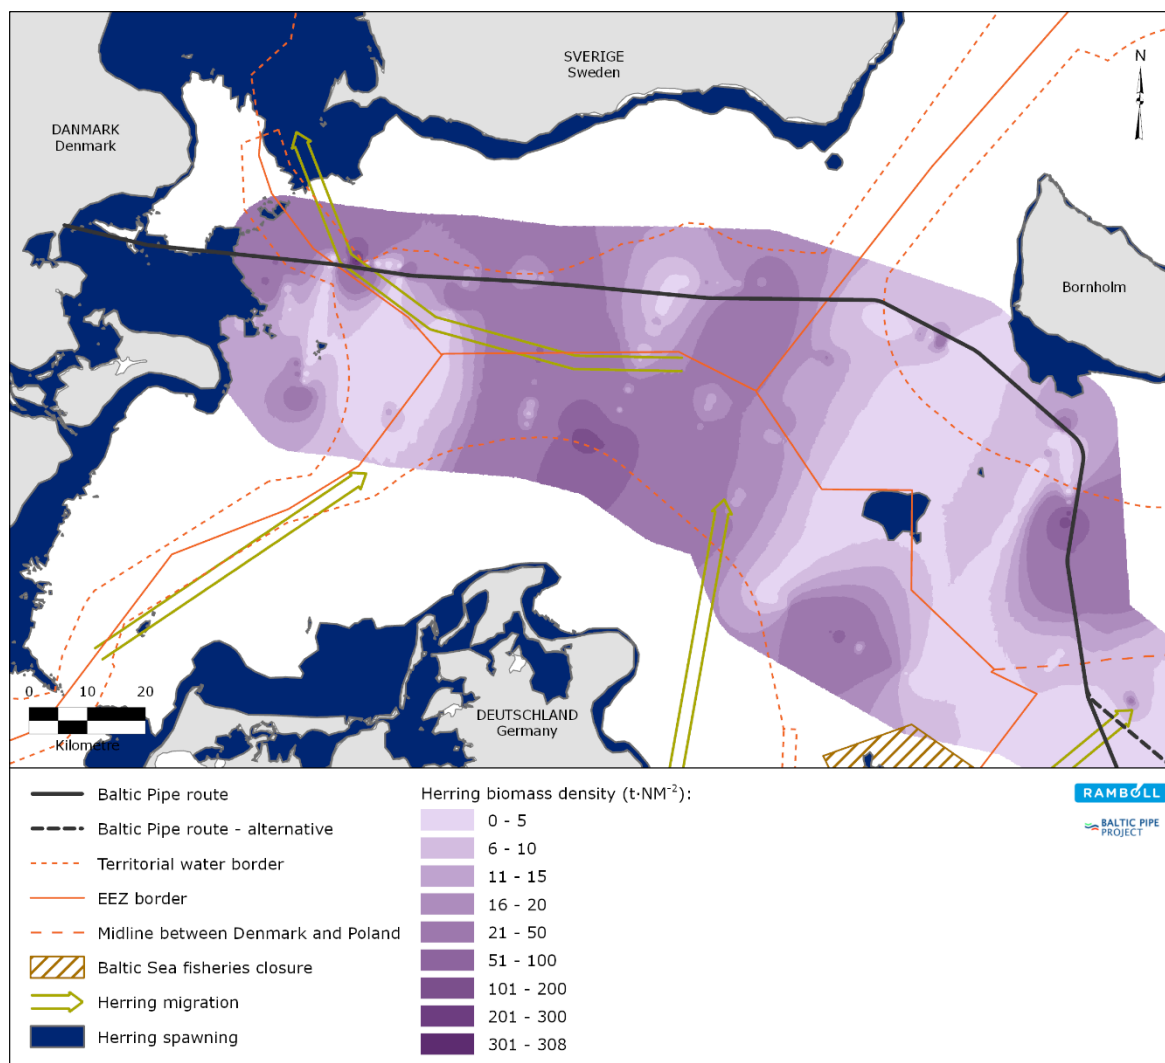 SVERIGE
Sweden
N
DANMARK
Denmark
Bornholm
DEUTSCHLAND
Germany
0 10 20
Kilometre
Baltic Pipe route
Baltic Pipe route - alternative
Territorial water border
EEZ border
Midline between Denmark and Poland
Baltic Sea fisheries closure
Herring migration
Herring spawning
Herring biomass density (t·NM⁻²):
0 - 5
6 - 10
11 - 15
16 - 20
21 - 50
51 - 100
101 - 200
201 - 300
301 - 308
RAMBOLL
BALTIC PIPE
PROJECT